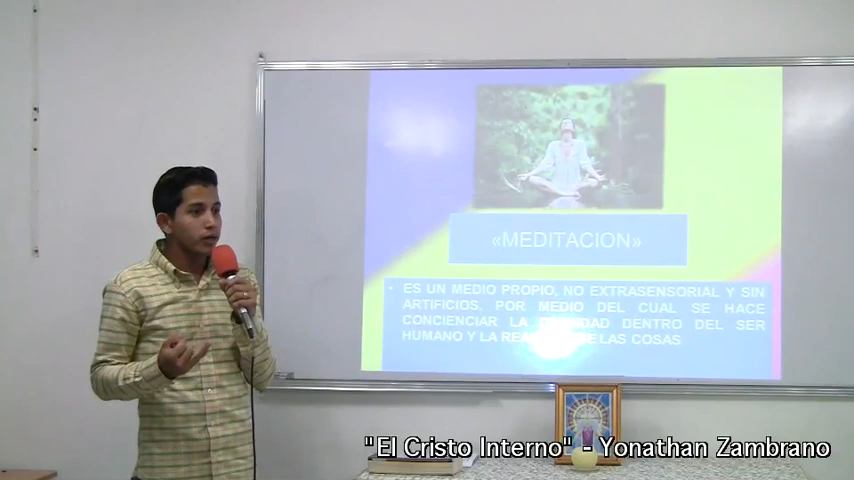 «MEDITACION»
• ES UN MEDIO PROPIO, NO EXTRASENSORIAL Y SIN
ARTIFICIOS, POR MEDIO DEL CUAL SE HACE
CONCIENCIAR LA DENTRO DEL SER
HUMANO Y LA DE LAS COSAS
"El Cristo Interno" - Yonathan Zambrano